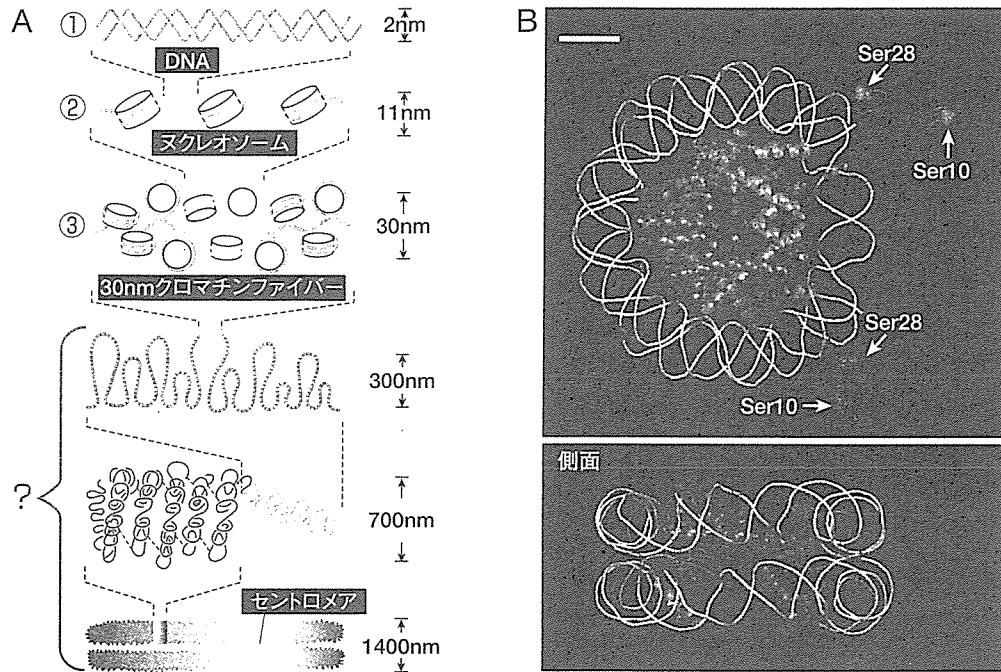 A
①
2nm
DNA
②
11nm
ヌクレオソーム
③
30nm
30nmクロマチンファイバー
300nm
?
700nm
セントロメア
1400nm
B
Ser28
Ser10
Ser28
Ser10
側面